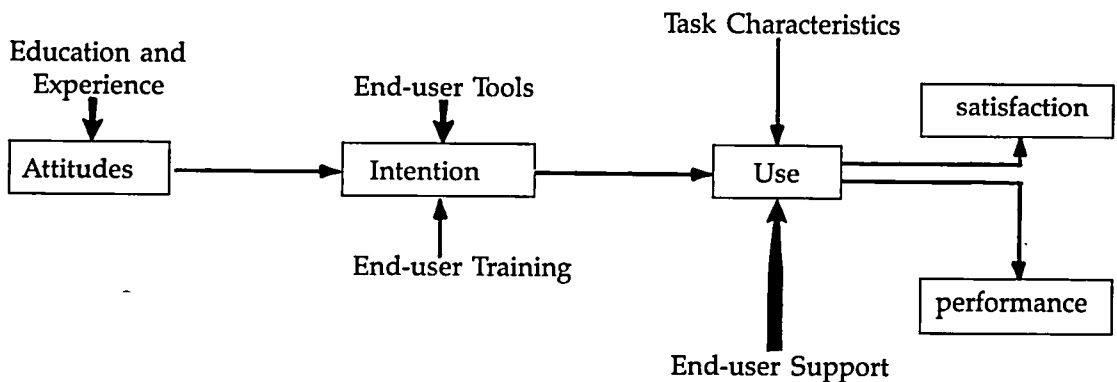 Task Characteristics
Education and
Experience
End-user Tools
satisfaction
Attitudes
Intention
Use
End-user Training
performance
End-user Support